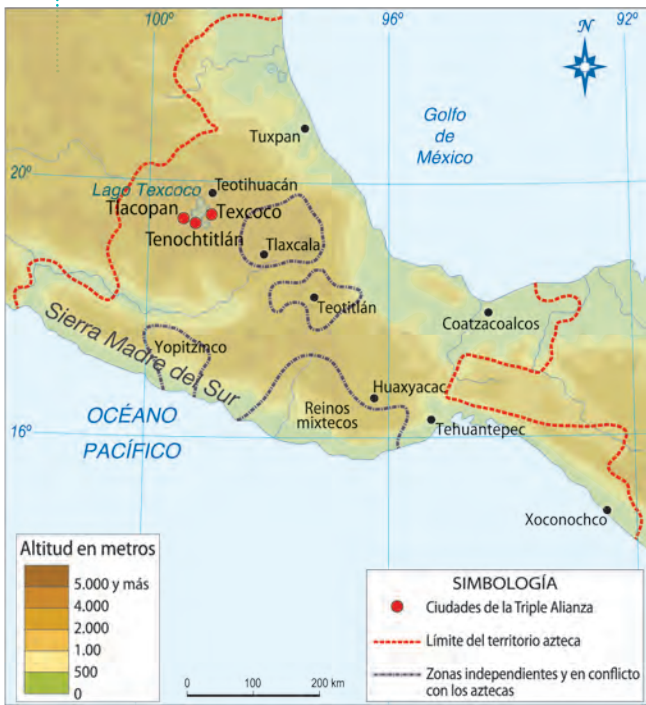 100º
96º
92º
N
Golfo
de
México
Tuxpan
20º
Lago Texcoco
Teotihuacán
Tlacopan
Texcoco
Tenochtitlán
Tlaxcala
Teotitlán
Coatzacoalcos
Sierra Madre del Sur
Yopitzinco
Huaxyacac
Reinos
mixtecos
OCÉANO
PACÍFICO
16º
Tehuantepec
Xoconochco
Altitud en metros
5.000 y más
4.000
2.000
1.00
500
0
0 100 200 km
SIMBOLOGÍA
Ciudades de la Triple Alianza
Límite del territorio azteca
Zonas independientes y en conflicto
con los aztecas